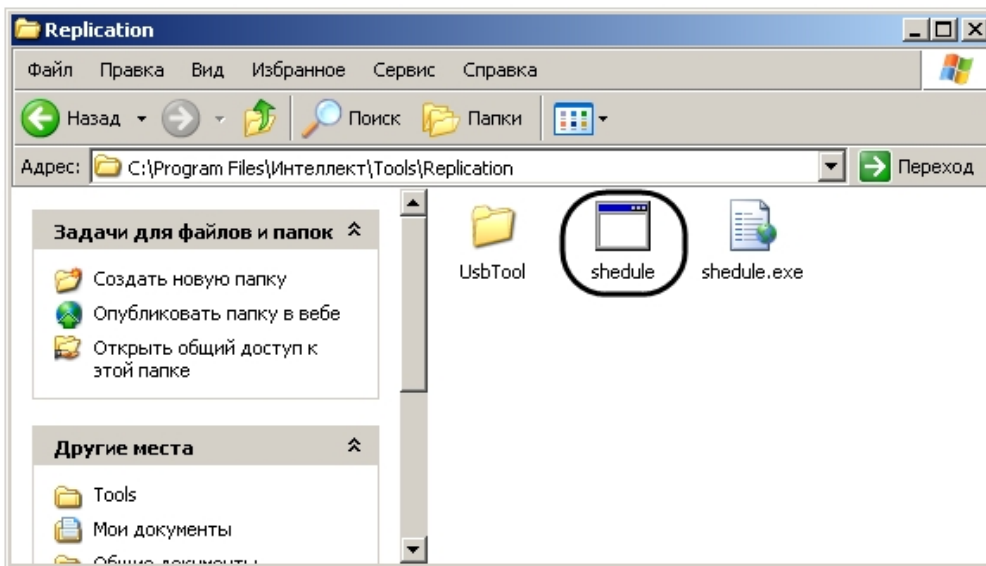 Replication
Файл Правка Вид Избранное Сервис Справка
Назад Поиск Папки
Адрес: C:\Program Files\Интеллект\Tools\Replication Переход
Задачи для файлов и папок
Создать новую папку
Опубликовать папку в вебе
Открыть общий доступ к
этой папке
Другие места
Tools
Мои документы
Общие документы
UsbTool shedule shedule.exe